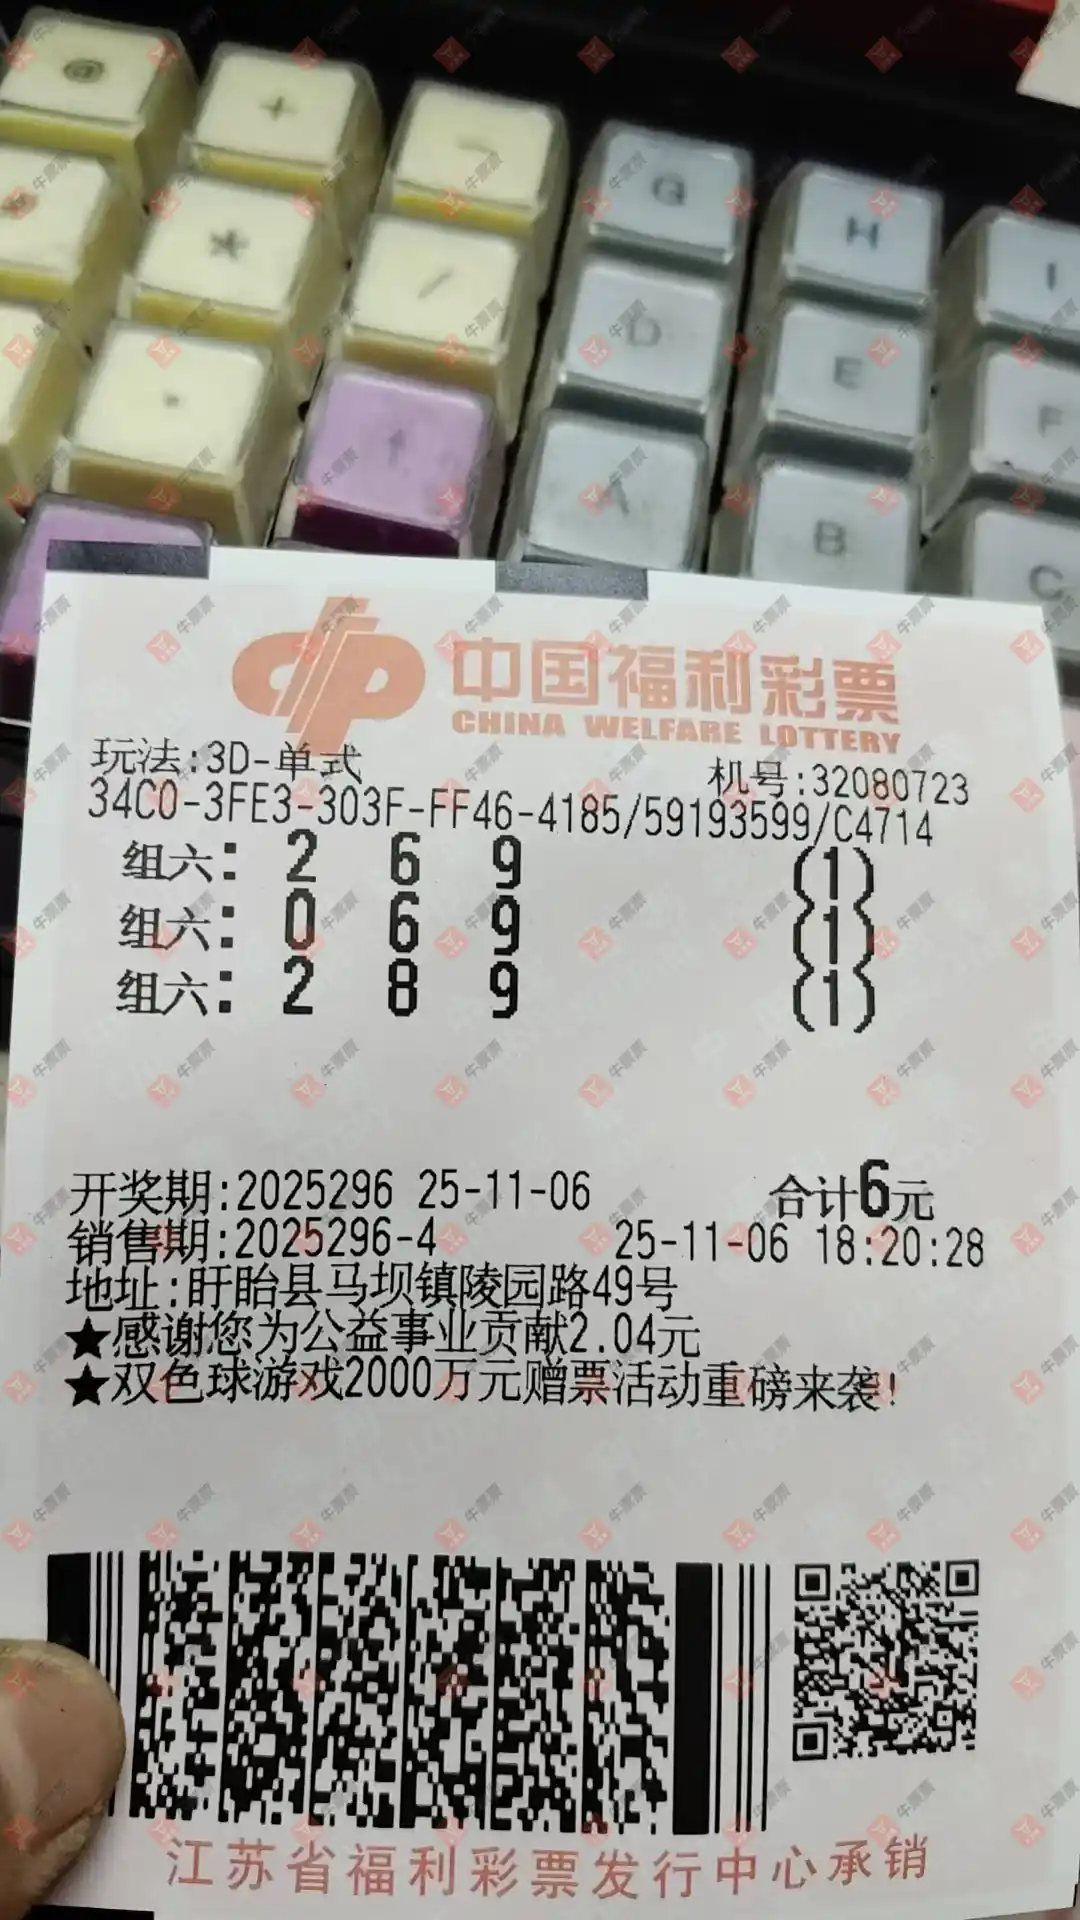 @
+
G
H
I
*
/
D
E
F
A
B
C
中国福利彩票
CHINA WELFARE LOTTERY
玩法:3D-单式
机号:32080723
34C0-3FE3-303F-FF46-4185/59193599/C4714
组六: 2 6 9 (1)
组六: 0 6 9 (1)
组六: 2 8 9 (1)
开奖期:2025296 25-11-06 合计6元
销售期:2025296-4 25-11-06 18:20:28
地址:盱眙县马坝镇陵园路49号
★感谢您为公益事业贡献2.04元
★双色球游戏2000万元赠票活动重磅来袭!
江苏省福利彩票发行中心承销
牛票票